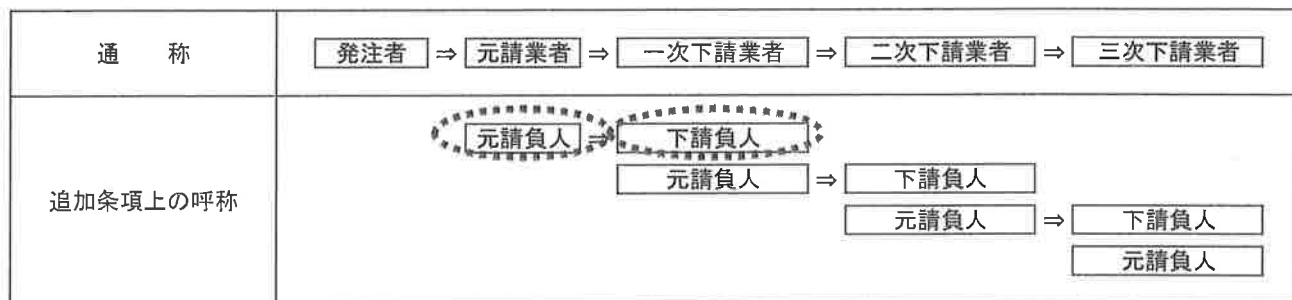 通　称
発注者 ⇒ 元請業者 ⇒ 一次下請業者 ⇒ 二次下請業者 ⇒ 三次下請業者
追加条項上の呼称
元請負人 ⇒ 下請負人
元請負人 ⇒ 下請負人
元請負人 ⇒ 下請負人
元請負人